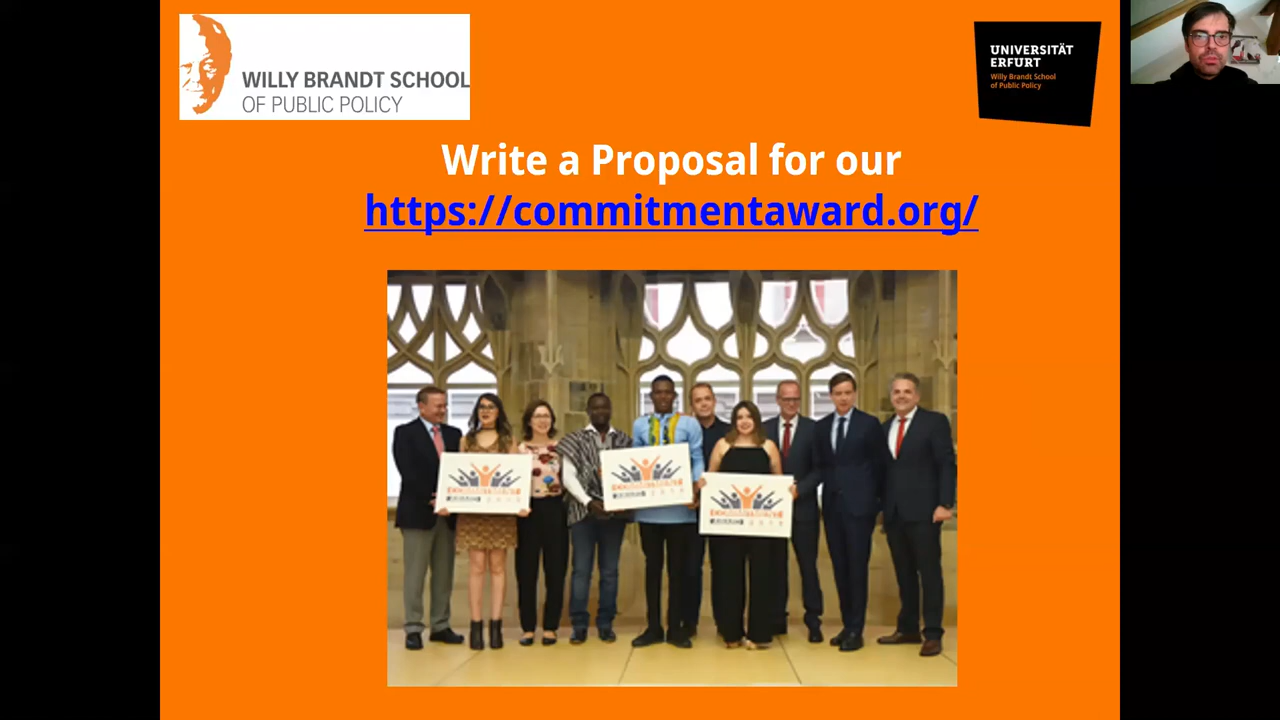 WILLY BRANDT SCHOOL
OF PUBLIC POLICY
UNIVERSITÄT
ERFURT
Willy Brandt School
of Public Policy
Write a Proposal for our
https://commitmentaward.org/